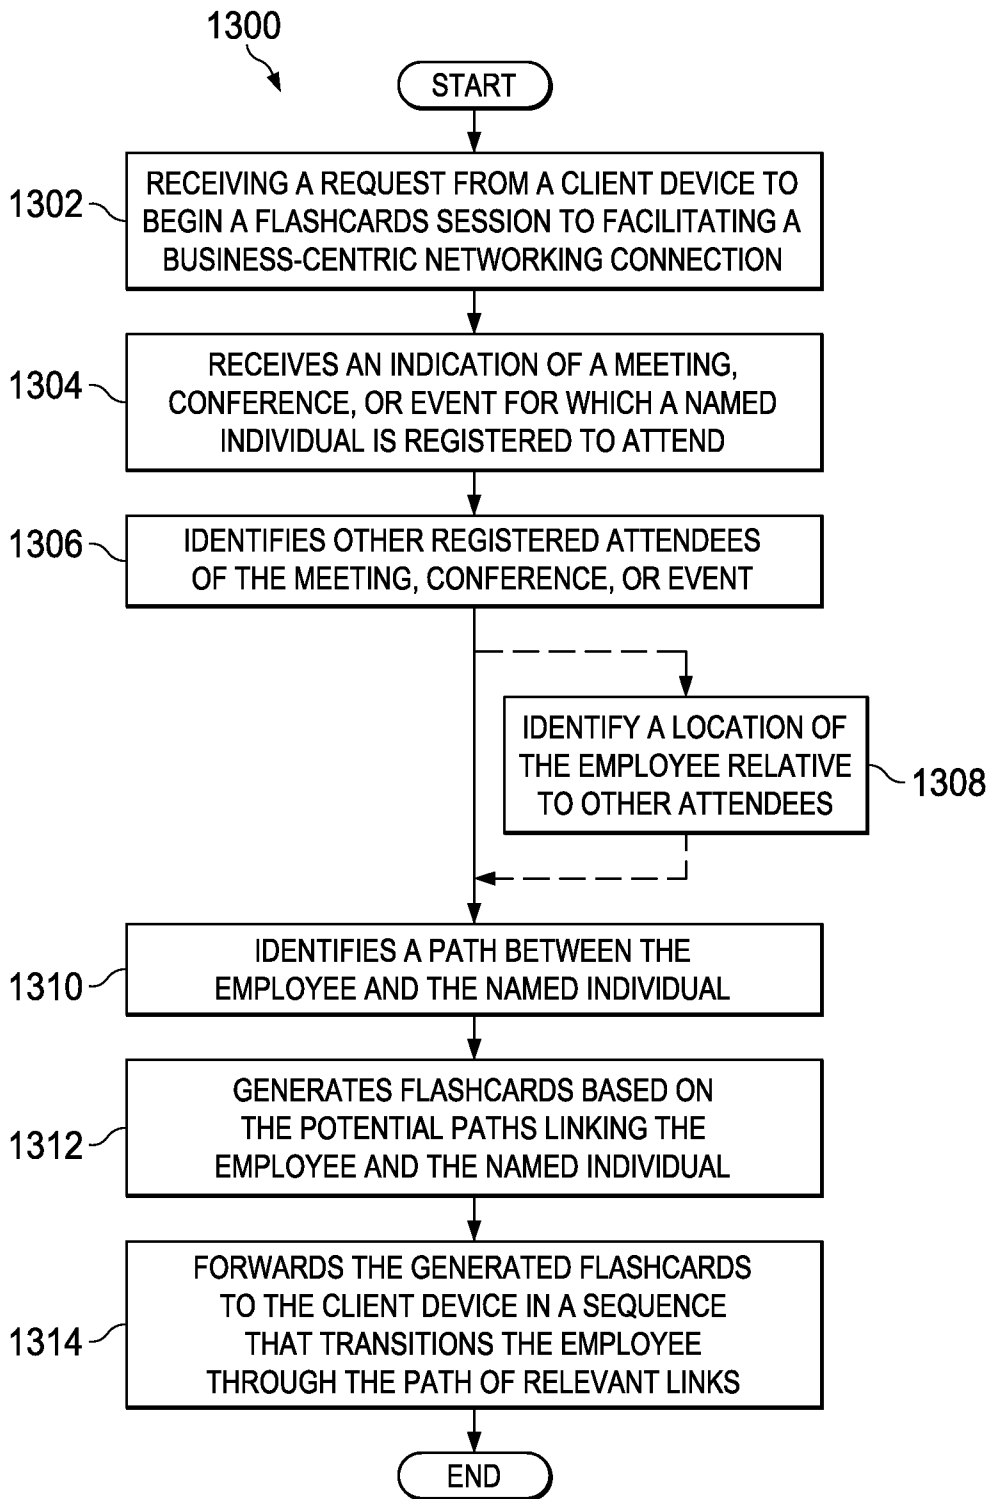 1300
START
1302
RECEIVING A REQUEST FROM A CLIENT DEVICE TO
BEGIN A FLASHCARDS SESSION TO FACILITATING A
BUSINESS-CENTRIC NETWORKING CONNECTION
1304
RECEIVES AN INDICATION OF A MEETING,
CONFERENCE, OR EVENT FOR WHICH A NAMED
INDIVIDUAL IS REGISTERED TO ATTEND
1306
IDENTIFIES OTHER REGISTERED ATTENDEES
OF THE MEETING, CONFERENCE, OR EVENT
IDENTIFY A LOCATION OF
THE EMPLOYEE RELATIVE
TO OTHER ATTENDEES
1308
1310
IDENTIFIES A PATH BETWEEN THE
EMPLOYEE AND THE NAMED INDIVIDUAL
1312
GENERATES FLASHCARDS BASED ON
THE POTENTIAL PATHS LINKING THE
EMPLOYEE AND THE NAMED INDIVIDUAL
1314
FORWARDS THE GENERATED FLASHCARDS
TO THE CLIENT DEVICE IN A SEQUENCE
THAT TRANSITIONS THE EMPLOYEE
THROUGH THE PATH OF RELEVANT LINKS
END